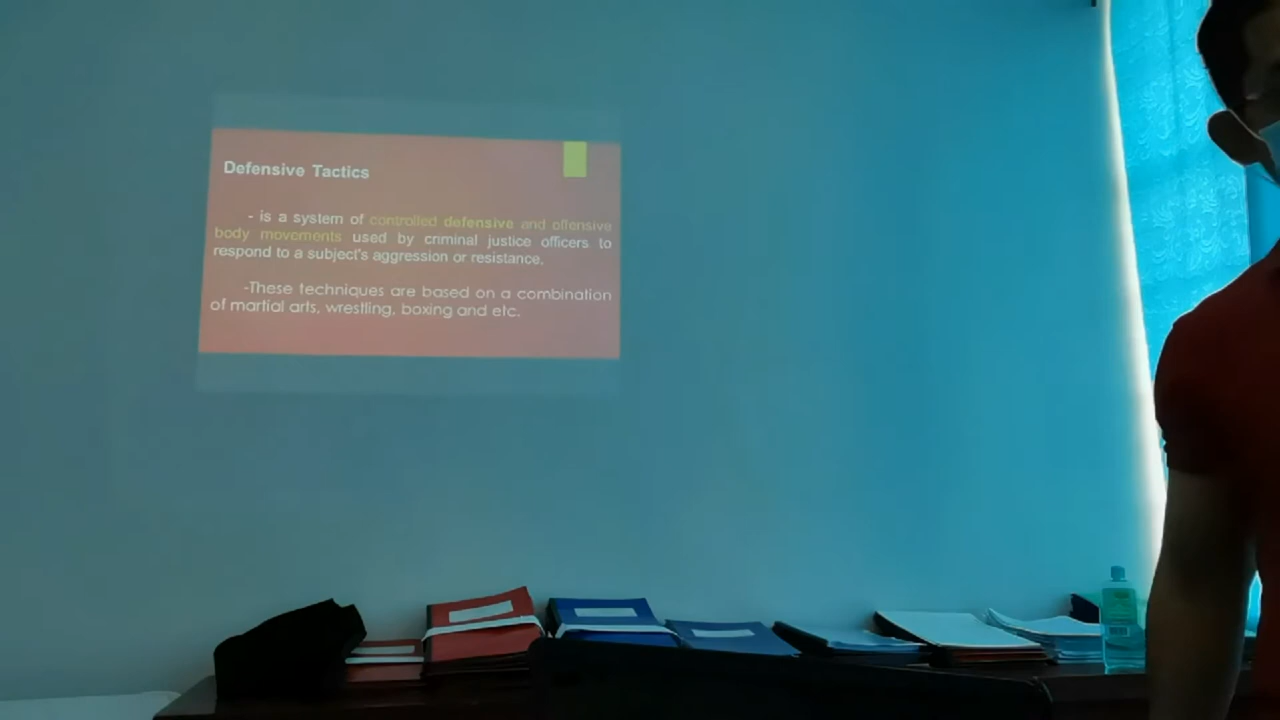 Defensive Tactics
- is a system of controlled defensive and offensive
body movements used by criminal justice officers to
respond to a subject's aggression or resistance.
-These techniques are based on a combination
of martial arts, wrestling, boxing and etc.